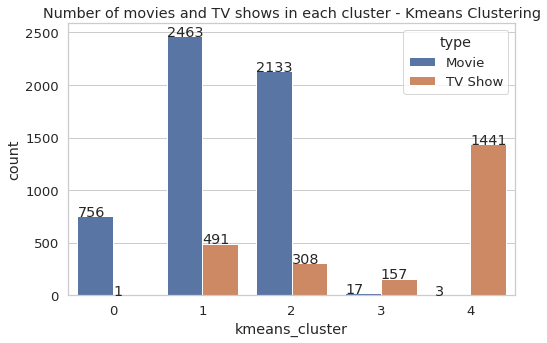 Number of movies and TV shows in each cluster - Kmeans Clustering
type
Movie
TV Show
count
2500
2000
1500
1000
500
0
756
1
2463
491
2133
308
17
157
3
1441
0 1 2 3 4
kmeans_cluster